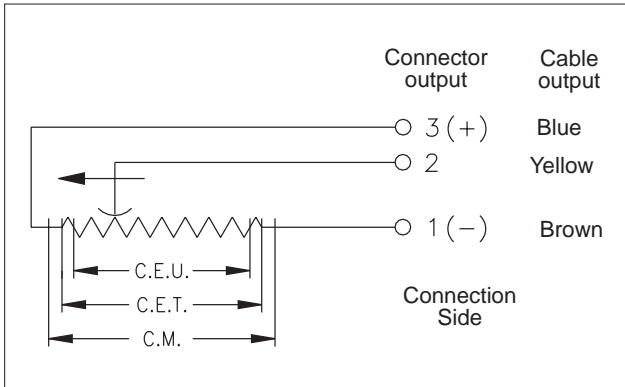 Connector output
Cable output
3 (+) Blue
2 Yellow
1 (-) Brown
C.E.U.
C.E.T.
C.M.
Connection Side